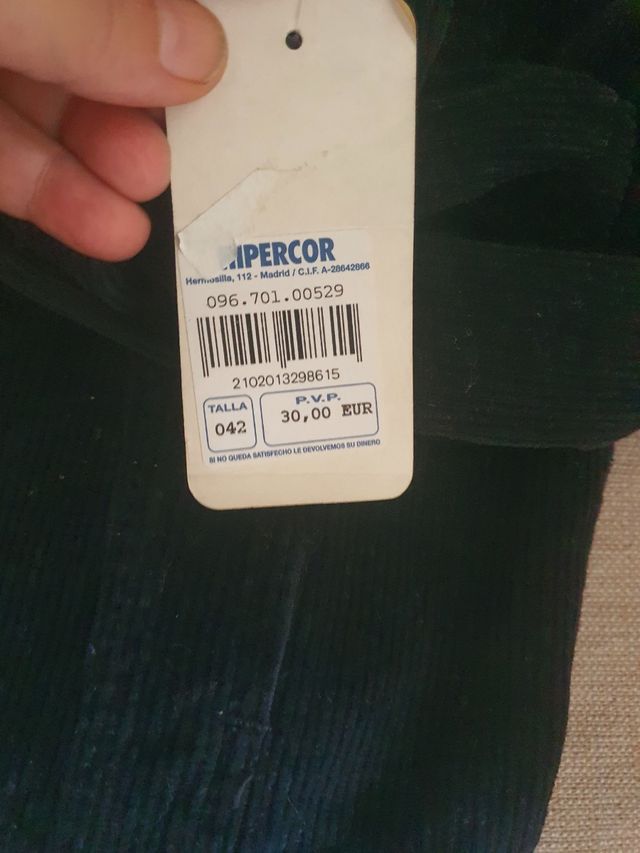 HIPERCOR
Hermosilla, 112 - Madrid / C.I.F. A-28642866
096.701.00529
2102013298615
TALLA
042
P.V.P.
30,00 EUR
SI NO QUEDA SATISFECHO LE DEVOLVEMOS SU DINERO